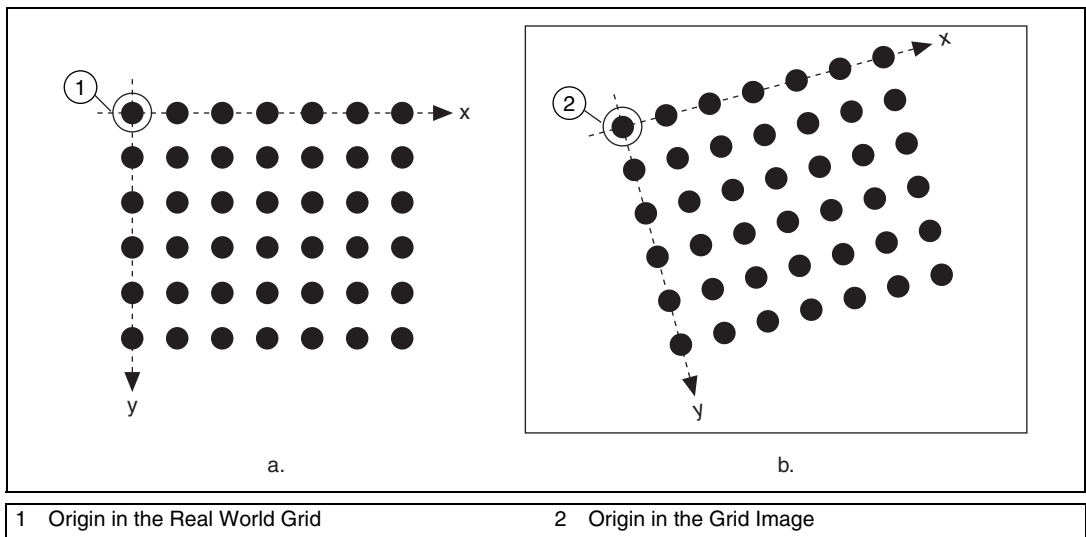 1
x
y
a.
2
x
y
b.
1 Origin in the Real World Grid
2 Origin in the Grid Image